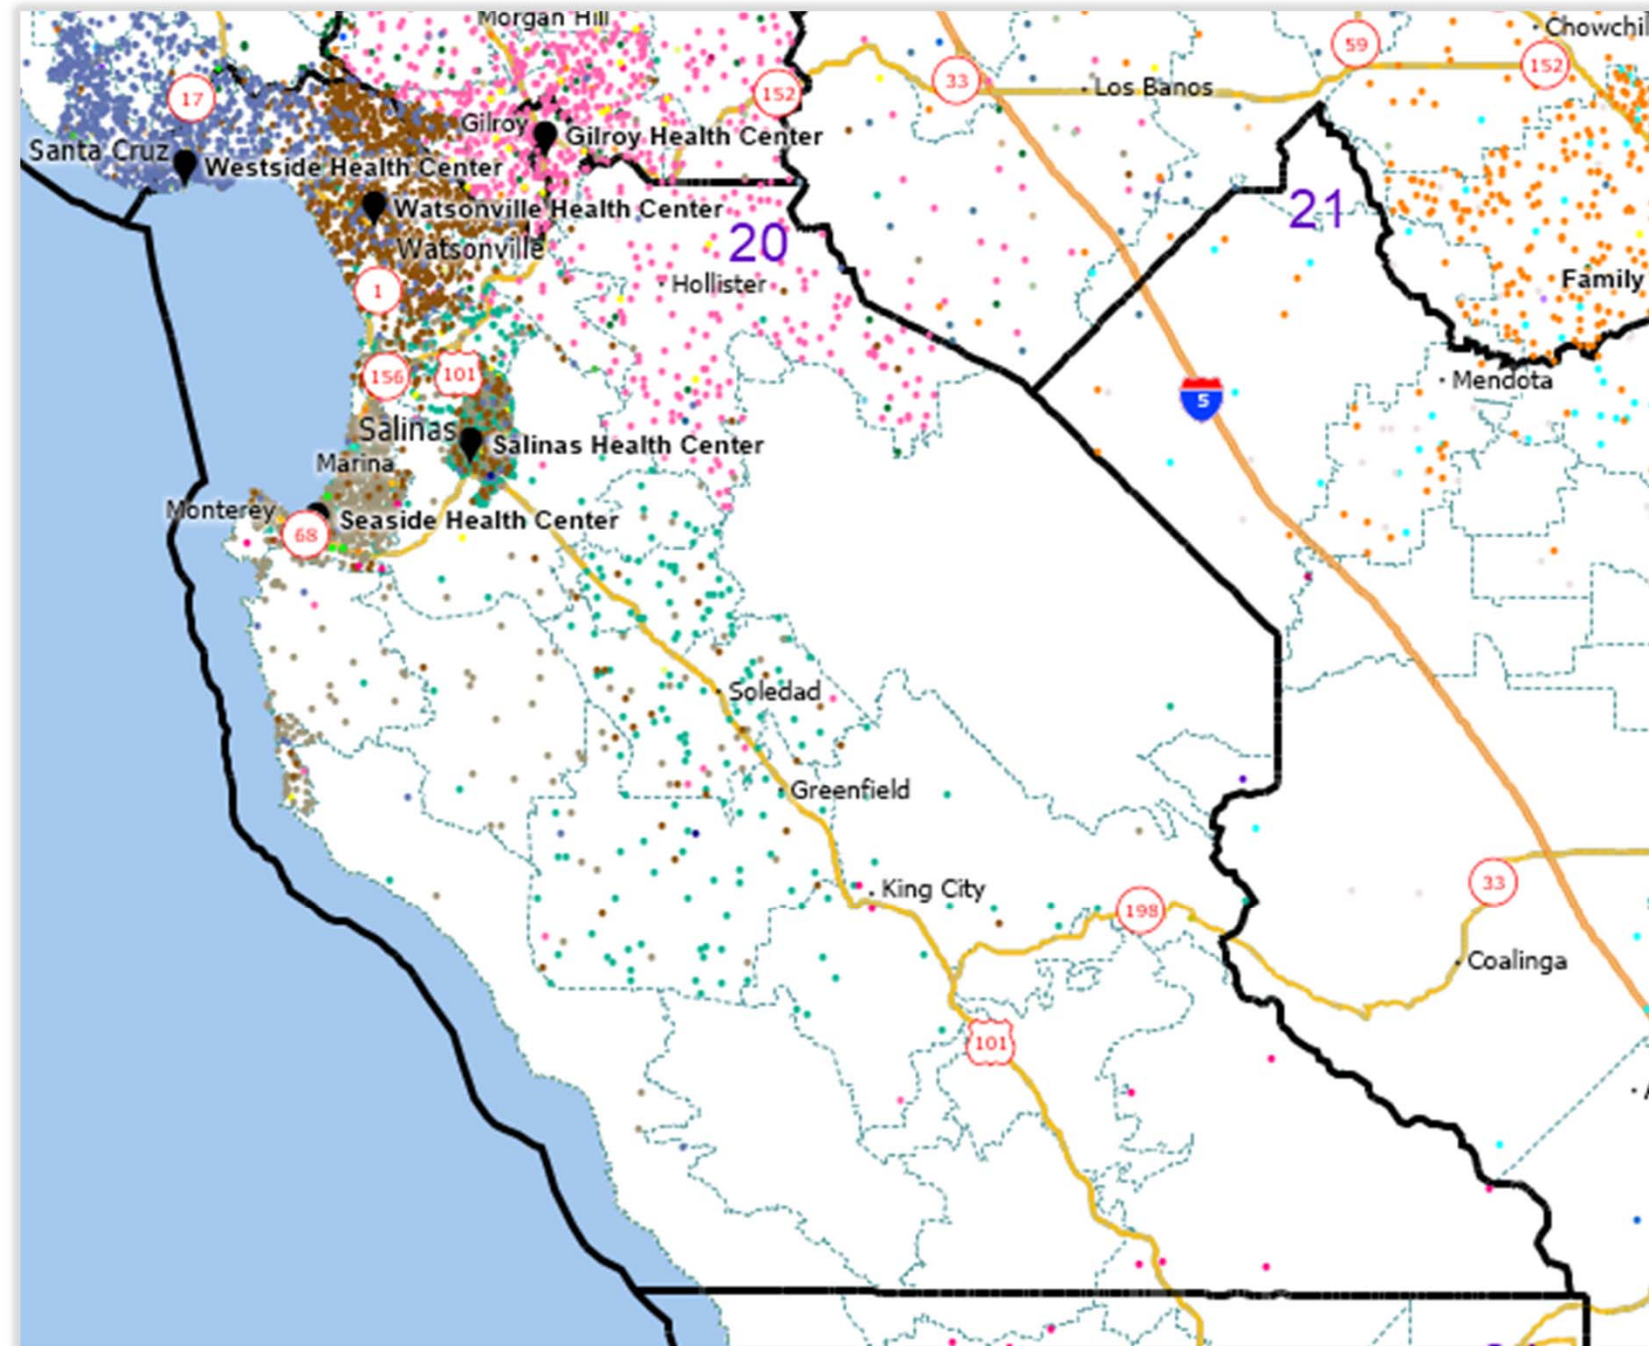 Morgan Hill
Chowchil
59
152
33
152
Los Banos
17
Gilroy
Gilroy Health Center
Santa Cruz
Westside Health Center
Watsonville Health Center
21
20
Watsonville
Hollister
Family
1
156
101
Mendota
5
Salinas
Salinas Health Center
Marina
Monterey
Seaside Health Center
68
Soledad
Greenfield
King City
33
198
Coalinga
101